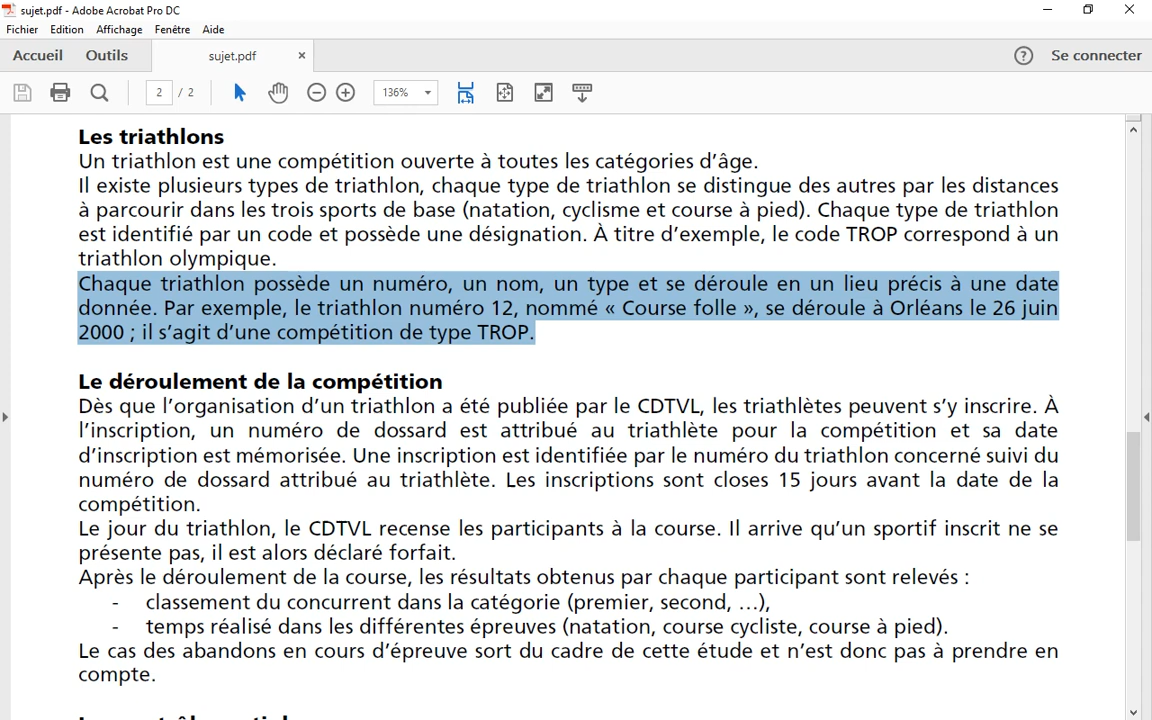 sujet.pdf - Adobe Acrobat Pro DC
Fichier Edition Affichage Fenêtre Aide
Accueil Outils sujet.pdf × ? Se connecter
2 / 2 136%
Les triathlons
Un triathlon est une compétition ouverte à toutes les catégories d'âge.
Il existe plusieurs types de triathlon, chaque type de triathlon se distingue des autres par les distances
à parcourir dans les trois sports de base (natation, cyclisme et course à pied). Chaque type de triathlon
est identifié par un code et possède une désignation. À titre d'exemple, le code TROP correspond à un
triathlon olympique.
Chaque triathlon possède un numéro, un nom, un type et se déroule en un lieu précis à une date
donnée. Par exemple, le triathlon numéro 12, nommé « Course folle », se déroule à Orléans le 26 juin
2000 ; il s'agit d'une compétition de type TROP.
Le déroulement de la compétition
Dès que l'organisation d'un triathlon a été publiée par le CDTVL, les triathlètes peuvent s'y inscrire. À
l'inscription, un numéro de dossard est attribué au triathlète pour la compétition et sa date
d'inscription est mémorisée. Une inscription est identifiée par le numéro du triathlon concerné suivi du
numéro de dossard attribué au triathlète. Les inscriptions sont closes 15 jours avant la date de la
compétition.
Le jour du triathlon, le CDTVL recense les participants à la course. Il arrive qu'un sportif inscrit ne se
présente pas, il est alors déclaré forfait.
Après le déroulement de la course, les résultats obtenus par chaque participant sont relevés :
- classement du concurrent dans la catégorie (premier, second, …),
- temps réalisé dans les différentes épreuves (natation, course cycliste, course à pied).
Le cas des abandons en cours d'épreuve sort du cadre de cette étude et n'est donc pas à prendre en
compte.